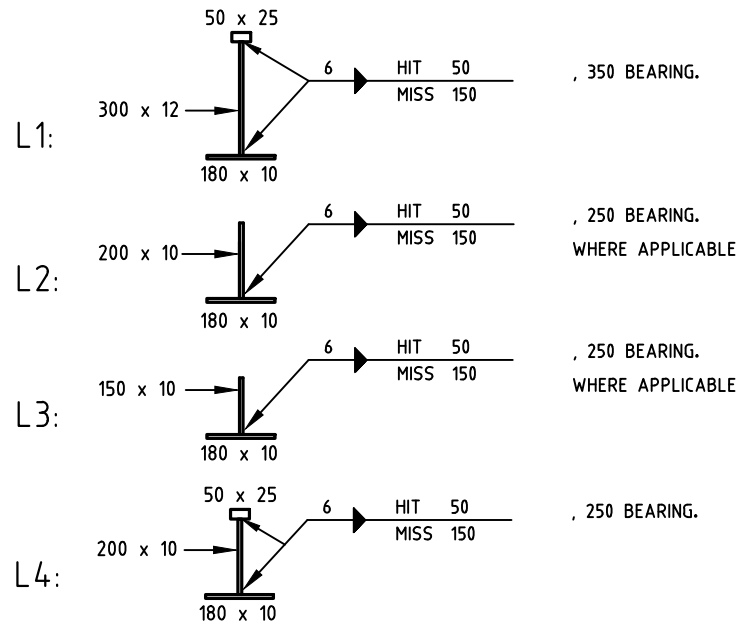 50 x 25
6 HIT 50 , 350 BEARING.
MISS 150
300 x 12
L1:
180 x 10
6 HIT 50 , 250 BEARING.
MISS 150 WHERE APPLICABLE
200 x 10
L2:
180 x 10
6 HIT 50 , 250 BEARING.
MISS 150 WHERE APPLICABLE
150 x 10
L3:
180 x 10
50 x 25
6 HIT 50 , 250 BEARING.
MISS 150
200 x 10
L4:
180 x 10